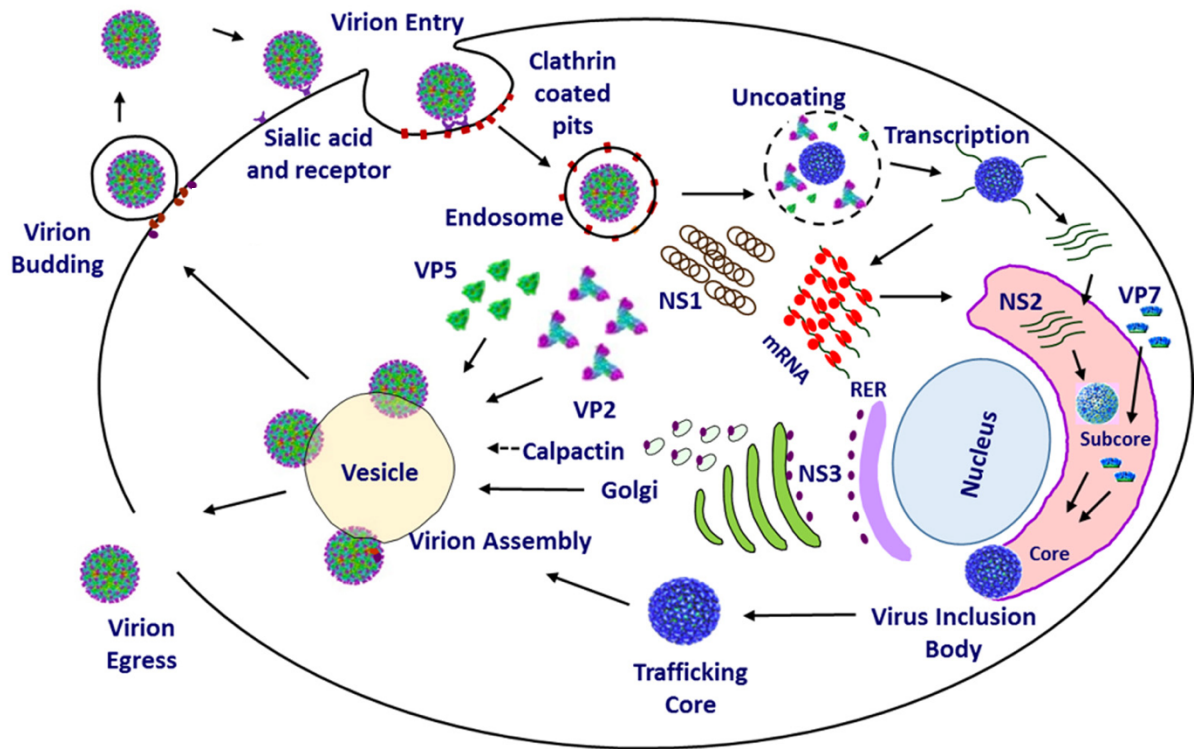 Virion Entry
Clathrin
coated
pits
Sialic acid
and receptor
Uncoating
Transcription
Endosome
Virion
Budding
VP5
NS1
NS2
VP7
mRNA
VP2
RER
Subcore
Calpactin
Vesicle
NS3
Nucleus
Golgi
Virion Assembly
Core
Virus Inclusion
Body
Virion
Egress
Trafficking
Core